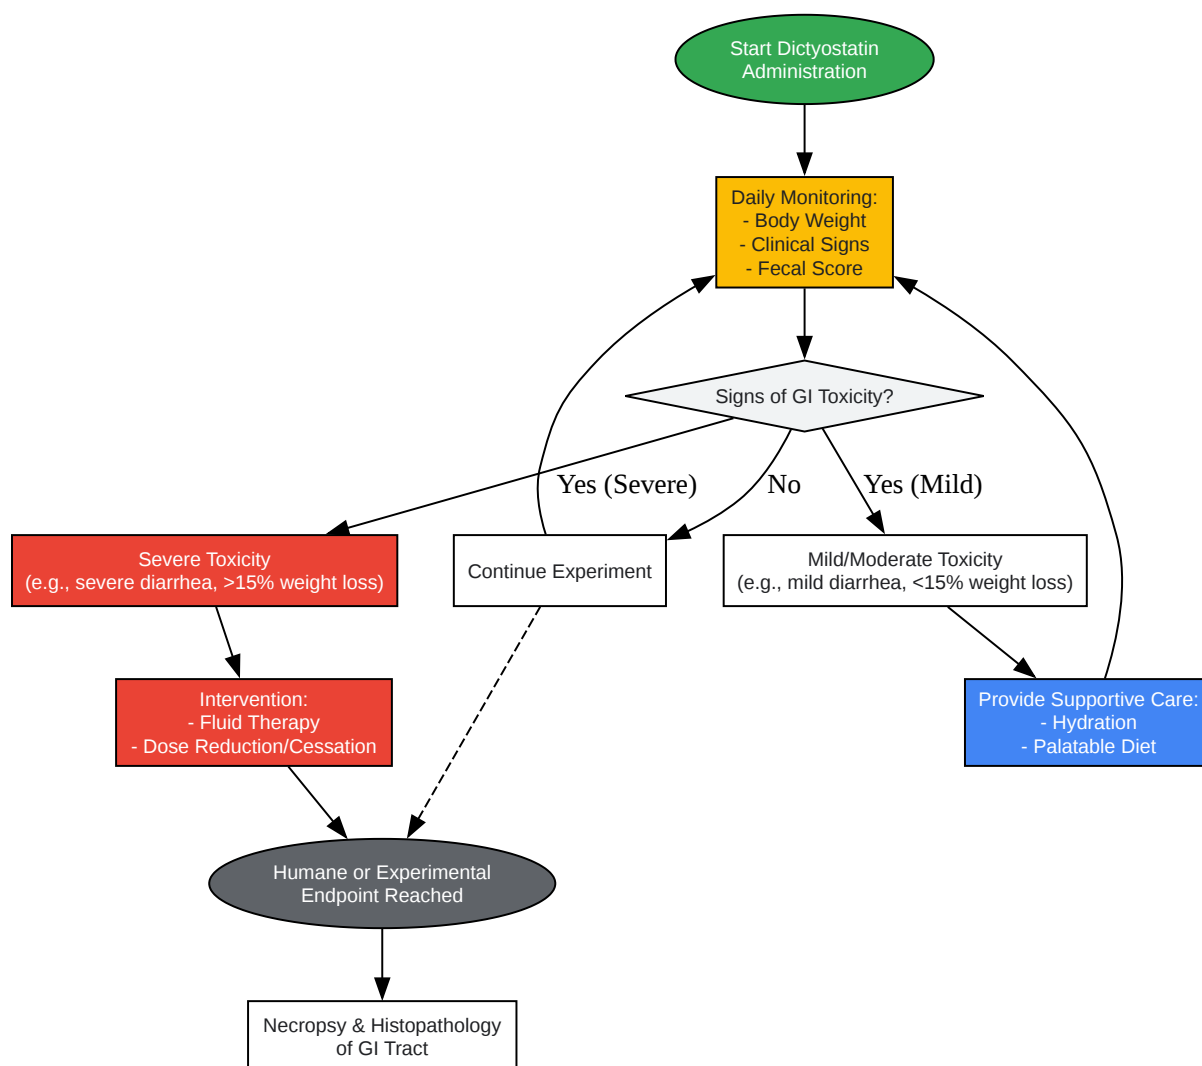 Start Dictyostatin
Administration
Daily Monitoring:
- Body Weight
- Clinical Signs
- Fecal Score
Signs of GI Toxicity?
Yes (Severe)
No
Yes (Mild)
Severe Toxicity
(e.g., severe diarrhea, >15% weight loss)
Continue Experiment
Mild/Moderate Toxicity
(e.g., mild diarrhea, <15% weight loss)
Intervention:
- Fluid Therapy
- Dose Reduction/Cessation
Provide Supportive Care:
- Hydration
- Palatable Diet
Humane or Experimental
Endpoint Reached
Necropsy & Histopathology
of GI Tract